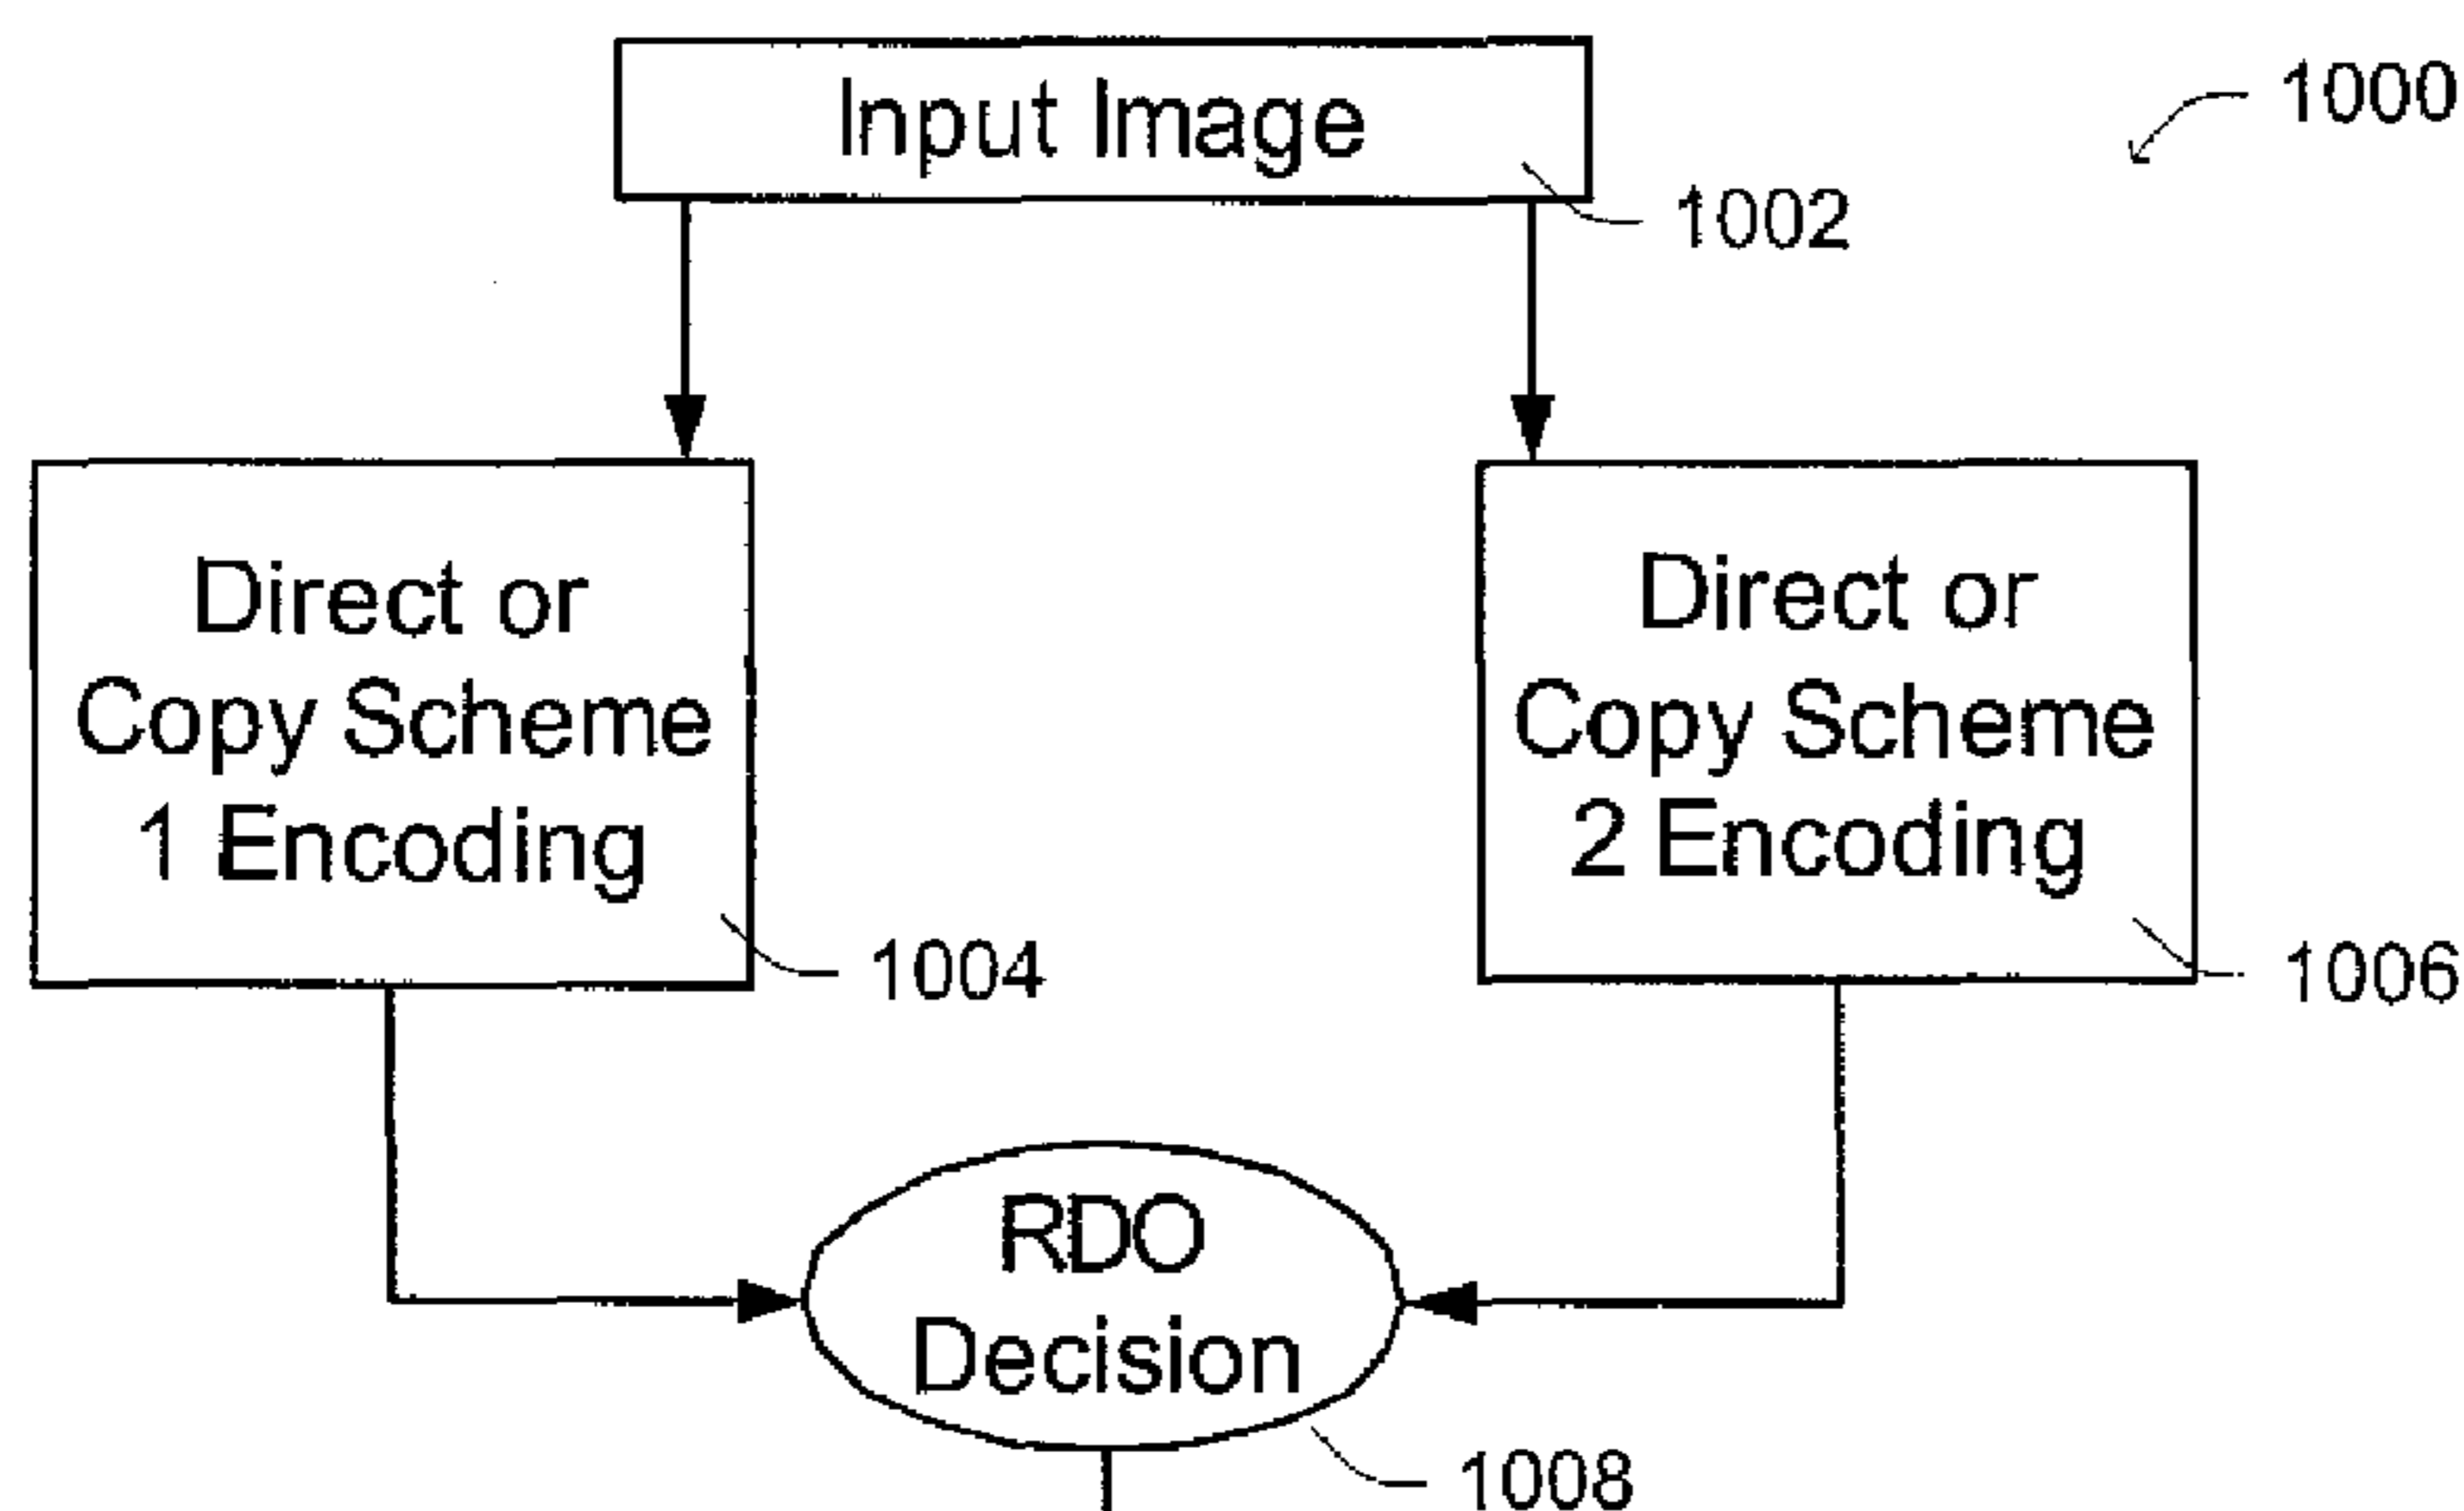 Input Image
1000
1002
Direct or
Copy Scheme
1 Encoding
1004
Direct or
Copy Scheme
2 Encoding
1006
RDO
Decision
1008